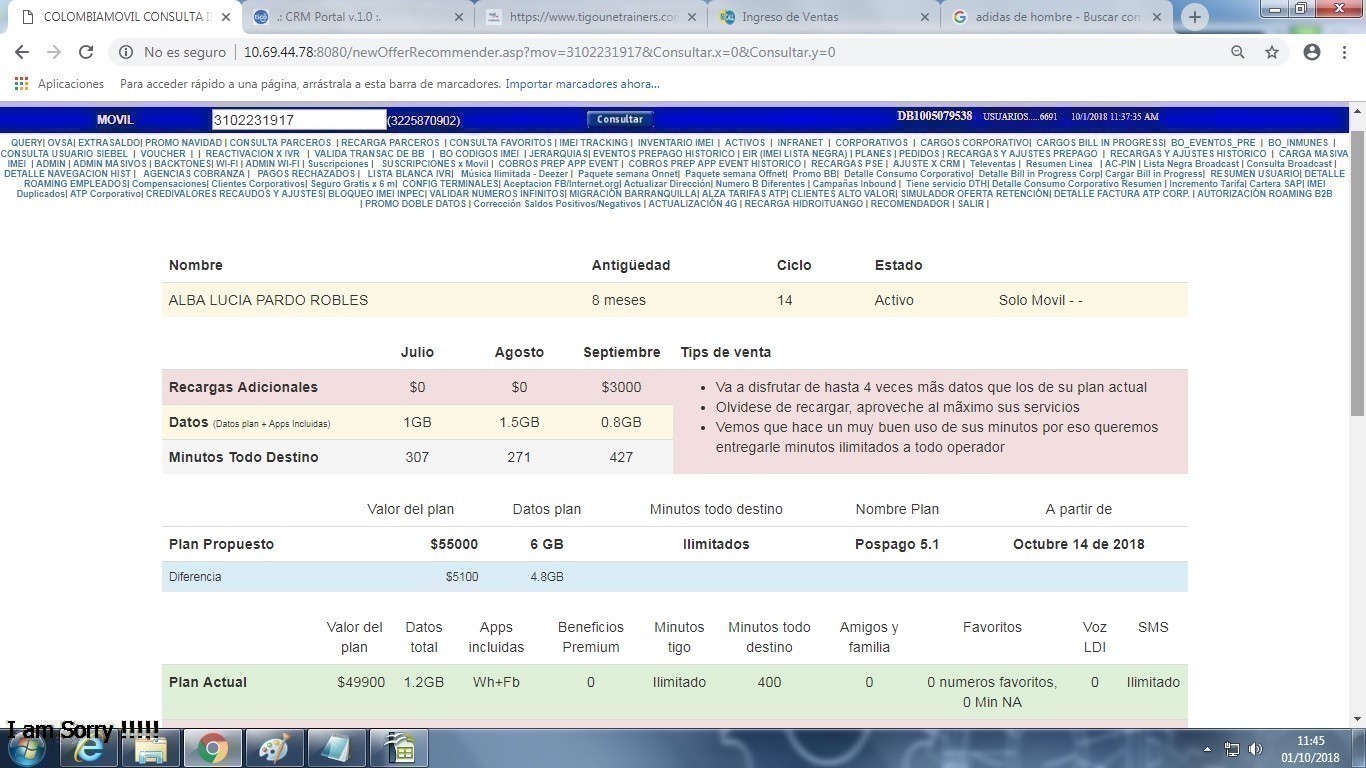 COLOMBIAMOVIL CONSULTA I
.: CRM Portal v.1.0 :.
https://www.tigounetrainers.co
Ingreso de Ventas
adidas de hombre - Buscar con
No es seguro | 10.69.44.78:8080/newOfferRecommender.asp?mov=3102231917&Consultar.x=0&Consultar.y=0
Aplicaciones Para acceder rápido a una página, arrástrala a esta barra de marcadores. Importar marcadores ahora...
MOVIL 3102231917 (3225870902) Consultar DB1005079538 USUARIOS.....6691 10/1/2018 11:37:35 AM
QUERY| OVSA| EXTRASALDO| PROMO NAVIDAD | CONSULTA PARCEROS | RECARGA PARCEROS | CONSULTA FAVORITOS | IMEI TRACKING | INVENTARIO IMEI | ACTIVOS | INFRANET | CORPORATIVOS | CARGOS CORPORATIVO| CARGOS BILL IN PROGRESS| BO_EVENTOS_PRE | BO_INMUNES |
CONSULTA USUARIO SIEBEL | VOUCHER | | REACTIVACION X IVR | VALIDA TRANSAC DE BB | BO CODIGOS IMEI | JERARQUIAS| EVENTOS PREPAGO HISTORICO | EIR (IMEI LISTA NEGRA) | PLANES | PEDIDOS | RECARGAS Y AJUSTES PREPAGO | RECARGAS Y AJUSTES HISTORICO | CARGA MASIVA
IMEI | ADMIN | ADMIN MASIVOS | BACKTONES| WI-FI | ADMIN WI-FI | Suscripciones | SUSCRIPCIONES x Movil | COBROS PREP APP EVENT | COBROS PREP APP EVENT HISTORICO | RECARGAS PSE | AJUSTE X CRM | Televentas | Resumen Linea | AC-PIN | Lista Negra Broadcast | Consulta Broadcast |
DETALLE NAVEGACION HIST | AGENCIAS COBRANZA | PAGOS RECHAZADOS | LISTA BLANCA IVR| Música Ilimitada - Deezer | Paquete semana Onnet| Paquete semana Offnet| Promo BB| Detalle Consumo Corporativo| Detalle Bill in Progress Corp| Cargar Bill in Progress| RESUMEN USUARIO| DETALLE
ROAMING EMPLEADOS| Compensaciones| Clientes Corporativos| Seguro Gratis x 6 m| CONFIG TERMINALES| Aceptacion FB/Internet.org| Actualizar Dirección| Numero B Diferentes | Campañas Inbound | Tiene servicio DTH| Detalle Consumo Corporativo Resumen | Incremento Tarifa| Cartera SAP| IMEI
Duplicados| ATP Corporativo| CREDIVALORES RECAUDOS Y AJUSTES| BLOQUEO IMEI INPEC| VALIDAR NUMEROS INFINITOS| MIGRACIÓN BARRANQUILLA| ALZA TARIFAS ATP| CLIENTES ALTO VALOR| SIMULADOR OFERTA RETENCIÓN| DETALLE FACTURA ATP CORP. | AUTORIZACIÓN ROAMING B2B
| PROMO DOBLE DATOS | Corrección Saldos Positivos/Negativos | ACTUALIZACIÓN 4G | RECARGA HIDROITUANGO | RECOMENDADOR | SALIR |
Nombre Antigüedad Ciclo Estado
ALBA LUCIA PARDO ROBLES 8 meses 14 Activo Solo Movil - -
Julio Agosto Septiembre Tips de venta
Recargas Adicionales $0 $0 $3000
Datos (Datos plan + Apps Incluidas) 1GB 1.5GB 0.8GB
Minutos Todo Destino 307 271 427
• Va a disfrutar de hasta 4 veces mãs datos que los de su plan actual
• Olvidese de recargar, aproveche al mãximo sus servicios
• Vemos que hace un muy buen uso de sus minutos por eso queremos
entregarle minutos ilimitados a todo operador
Valor del plan Datos plan Minutos todo destino Nombre Plan A partir de
Plan Propuesto $55000 6 GB Ilimitados Pospago 5.1 Octubre 14 de 2018
Diferencia $5100 4.8GB
Valor del plan Datos total Apps incluidas Beneficios Premium Minutos tigo Minutos todo destino Amigos y familia Favoritos Voz LDI SMS
Plan Actual $49900 1.2GB Wh+Fb 0 Ilimitado 400 0 0 numeros favoritos, 0 Min NA 0 Ilimitado
I am Sorry !!!!!
11:45
01/10/2018